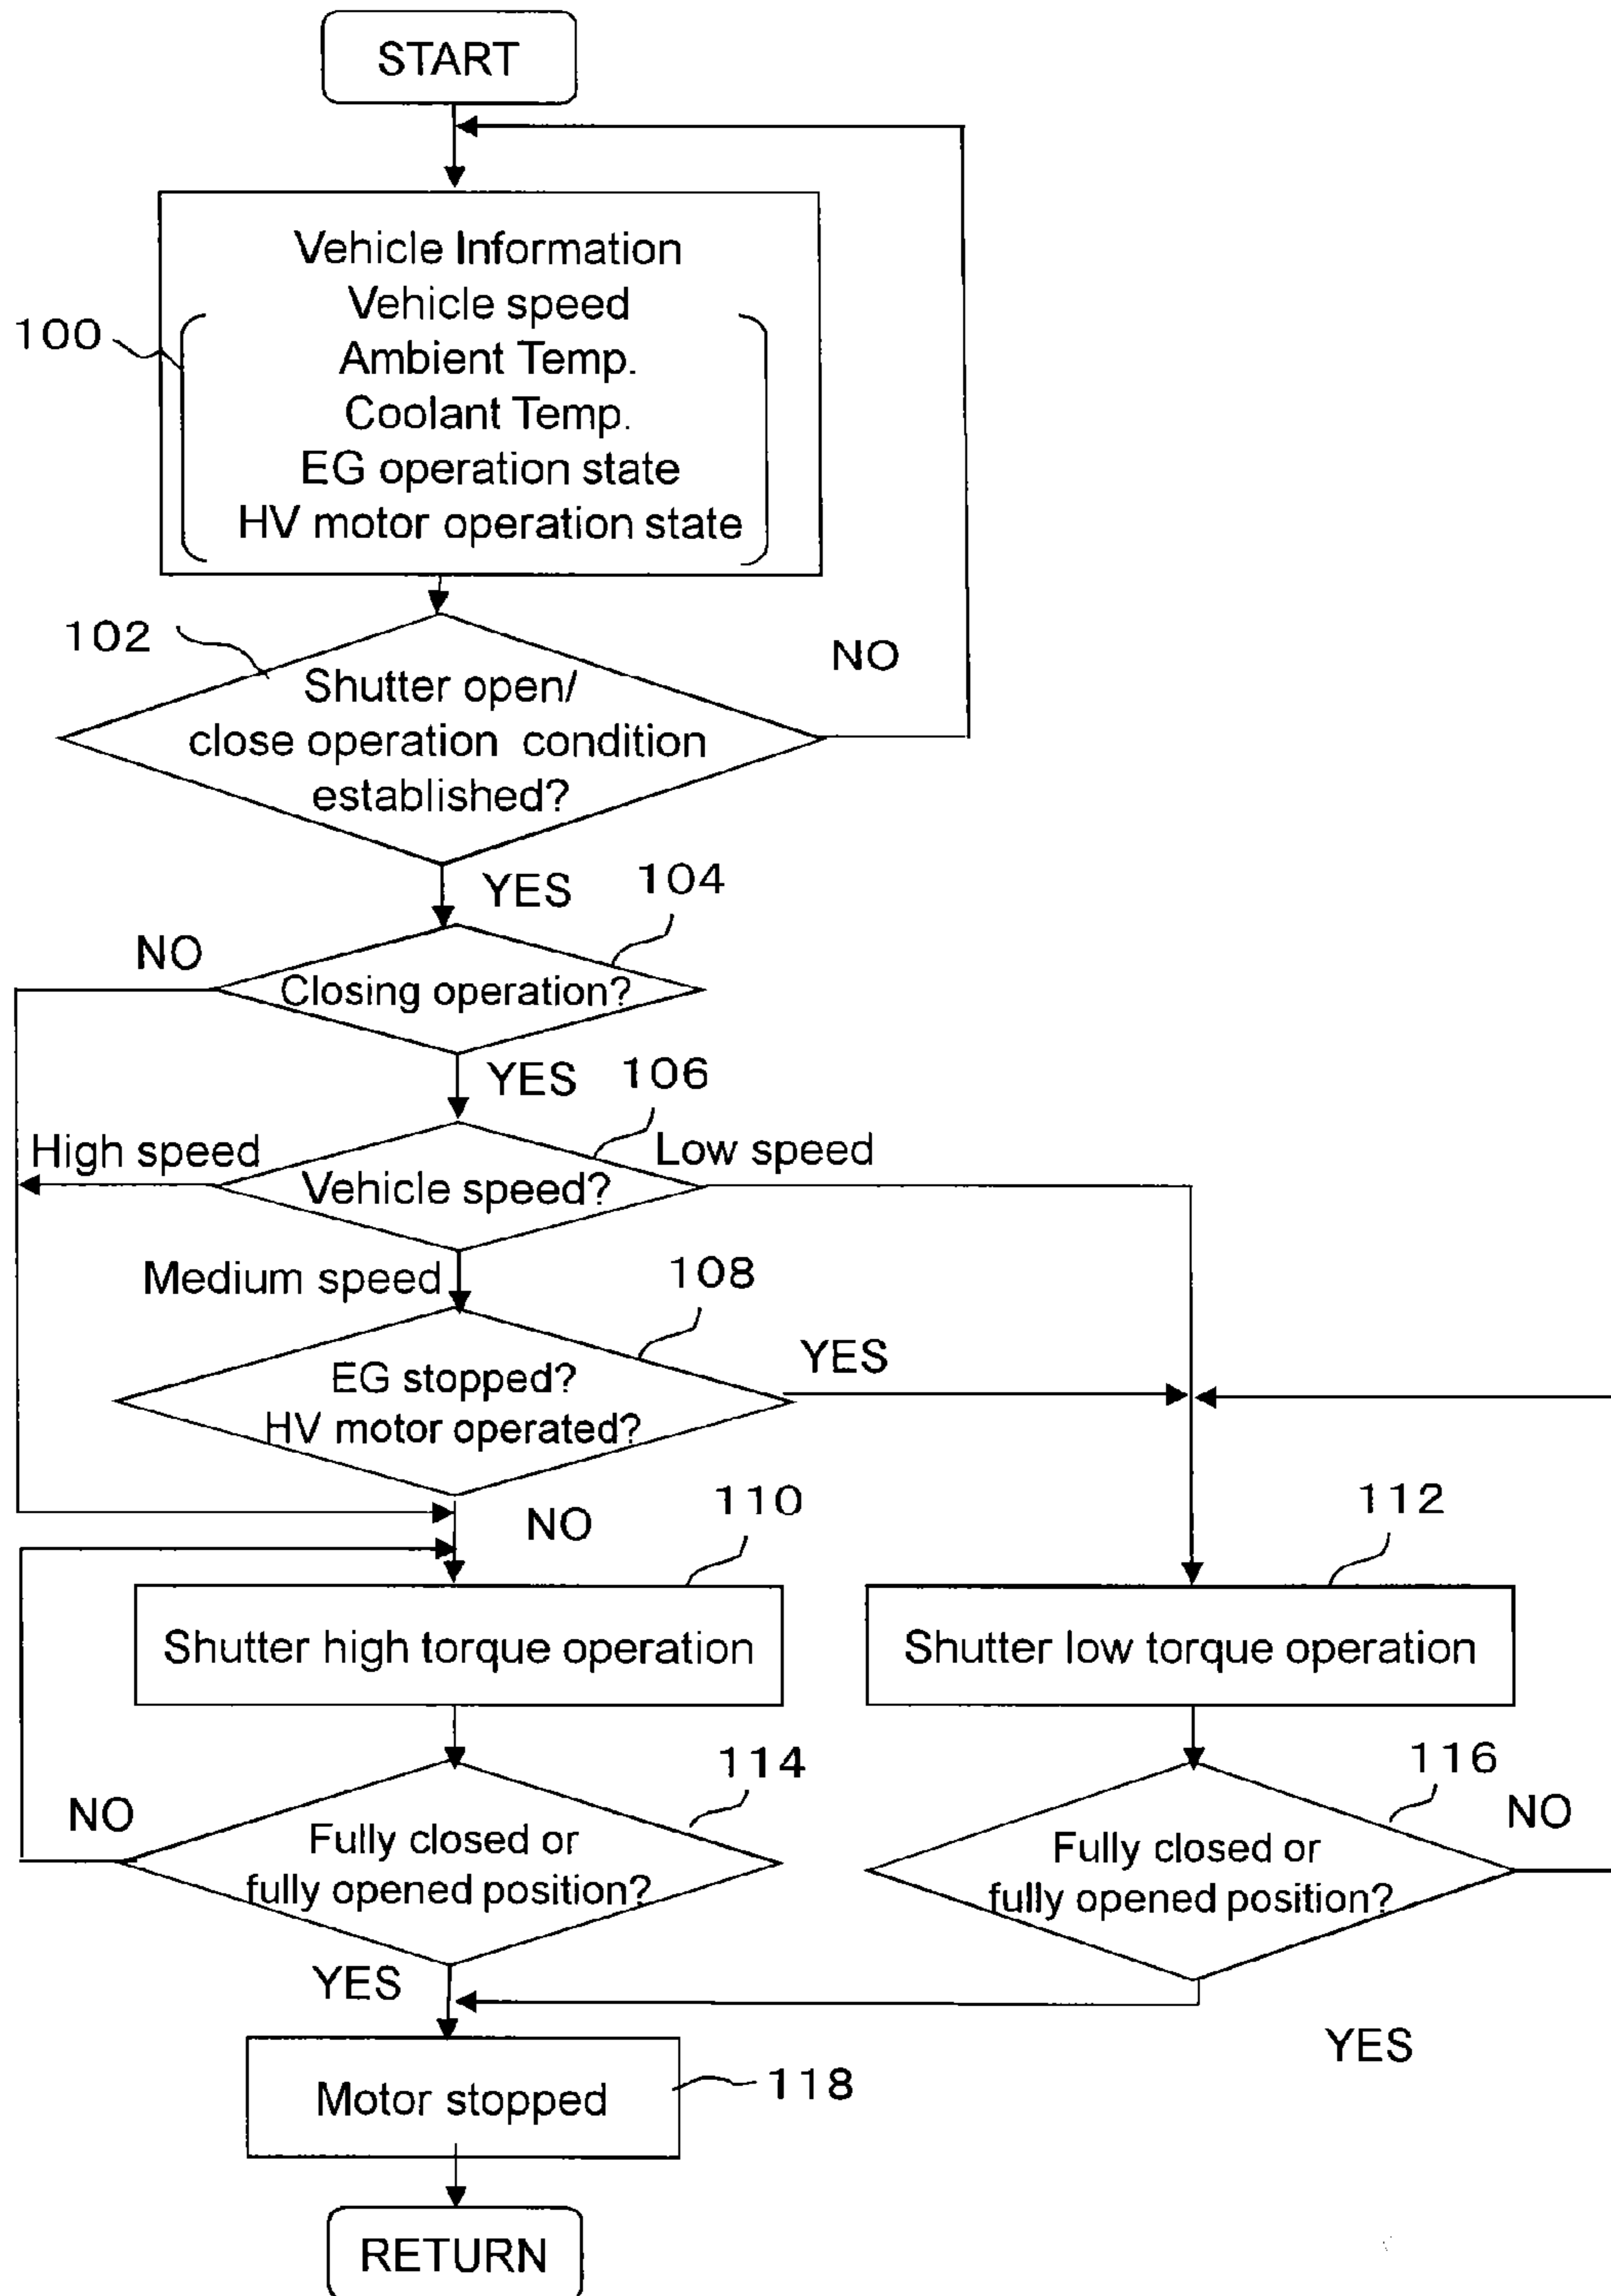 START
Vehicle Information
Vehicle speed
100
Ambient Temp.
Coolant Temp.
EG operation state
HV motor operation state
102
NO
Shutter open/
close operation condition
established?
YES
104
NO
Closing operation?
YES
106
High speed
Low speed
Vehicle speed?
Medium speed
108
YES
EG stopped?
HV motor operated?
NO
110
112
Shutter high torque operation
Shutter low torque operation
114
116
NO
NO
Fully closed or
fully opened position?
Fully closed or
fully opened position?
YES
YES
Motor stopped
118
RETURN